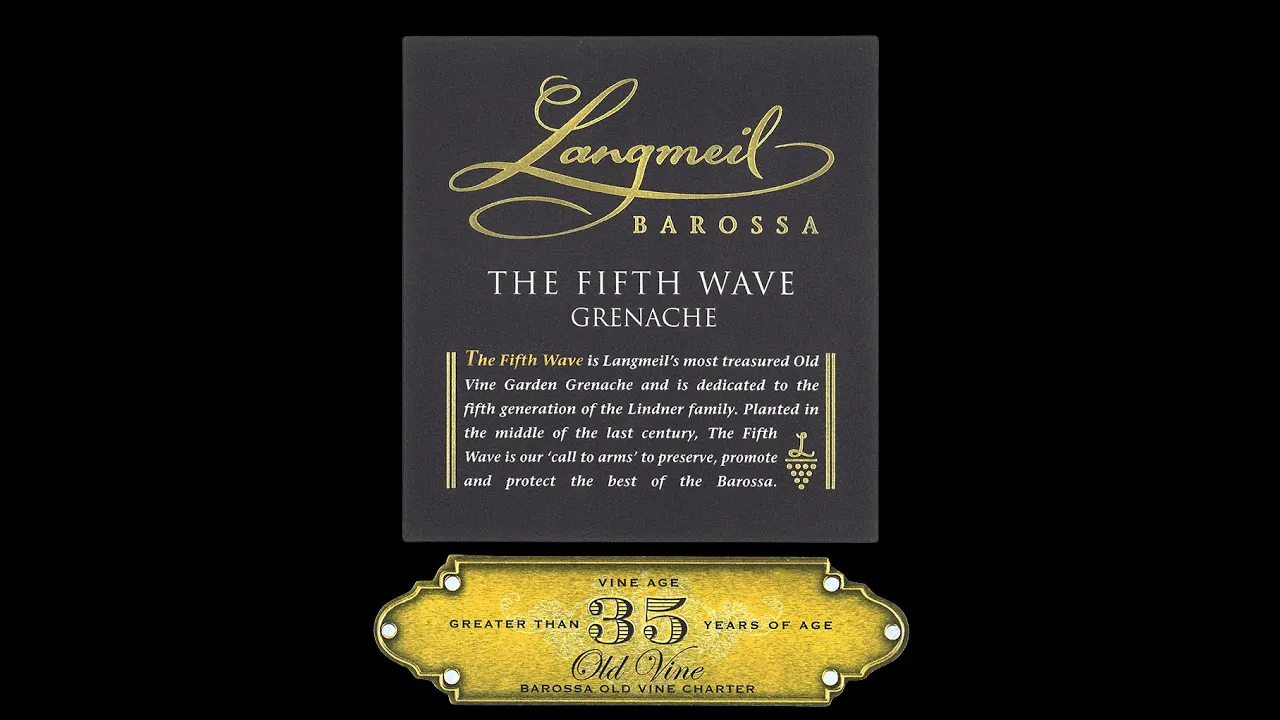 Langmeil
BAROSSA
THE FIFTH WAVE
GRENACHE
The Fifth Wave is Langmeil's most treasured Old
Vine Garden Grenache and is dedicated to the
fifth generation of the Lindner family. Planted in
the middle of the last century, The Fifth
Wave is our 'call to arms' to preserve, promote
and protect the best of the Barossa.
L
VINE AGE
GREATER THAN 35 YEARS OF AGE
Old Vine
BAROSSA OLD VINE CHARTER